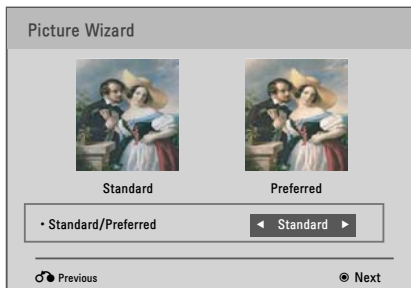 Picture Wizard
Standard Preferred
• Standard/Preferred ◄ Standard ►
Previous ◉ Next